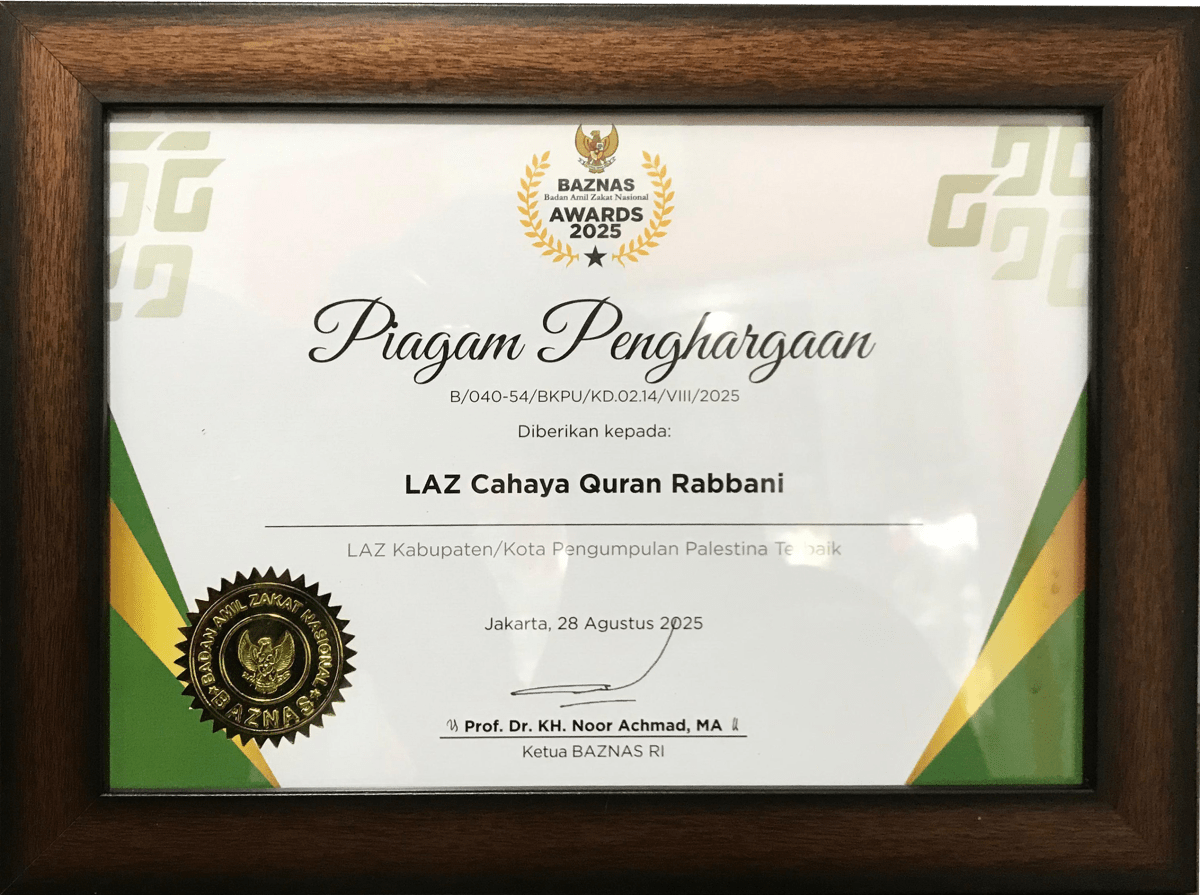 BAZNAS
Badan Amil Zakat Nasional
AWARDS
2025
Piagam Penghargaan
B/040-54/BKPU/KD.02.14/VIII/2025
Diberikan kepada:
LAZ Cahaya Quran Rabbani
LAZ Kabupaten/Kota Pengumpulan Palestina Terbaik
Jakarta, 28 Agustus 2025
Prof. Dr. KH. Noor Achmad, MA
Ketua BAZNAS RI
BADAN AMIL ZAKAT NASIONAL
BAZNAS